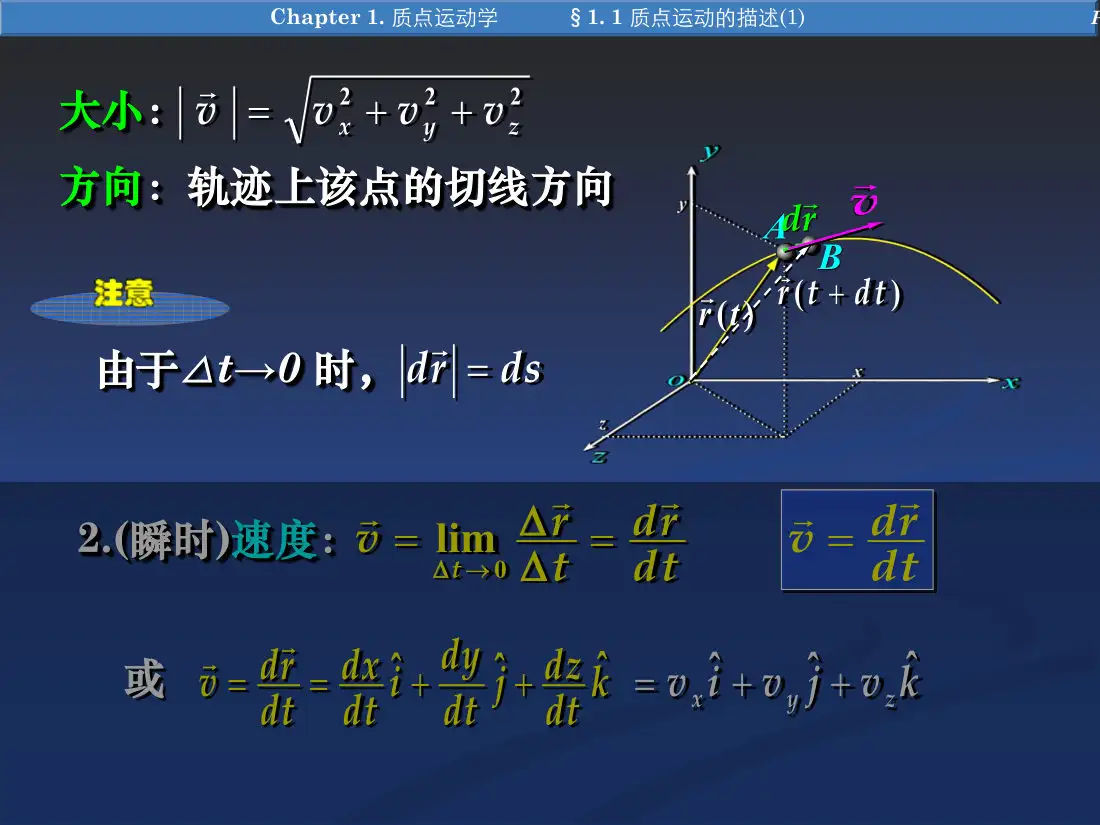 Chapter 1. 质点运动学 §1.1 质点运动的描述(1)
大小：|v⃗| = √(v_x² + v_y² + v_z²)
方向：轨迹上该点的切线方向
y
y
A
dr⃗
v⃗
B
r⃗(t)
r⃗(t + dt)
o
x
x
z
z
注意
由于△t→0 时，|dr⃗| = ds
2.(瞬时)速度：v⃗ = lim_{Δt→0} Δr⃗/Δt = dr⃗/dt
v⃗ = dr⃗/dt
或 v⃗ = dr⃗/dt = dx/dt î + dy/dt ĵ + dz/dt k̂ = v_x î + v_y ĵ + v_z k̂